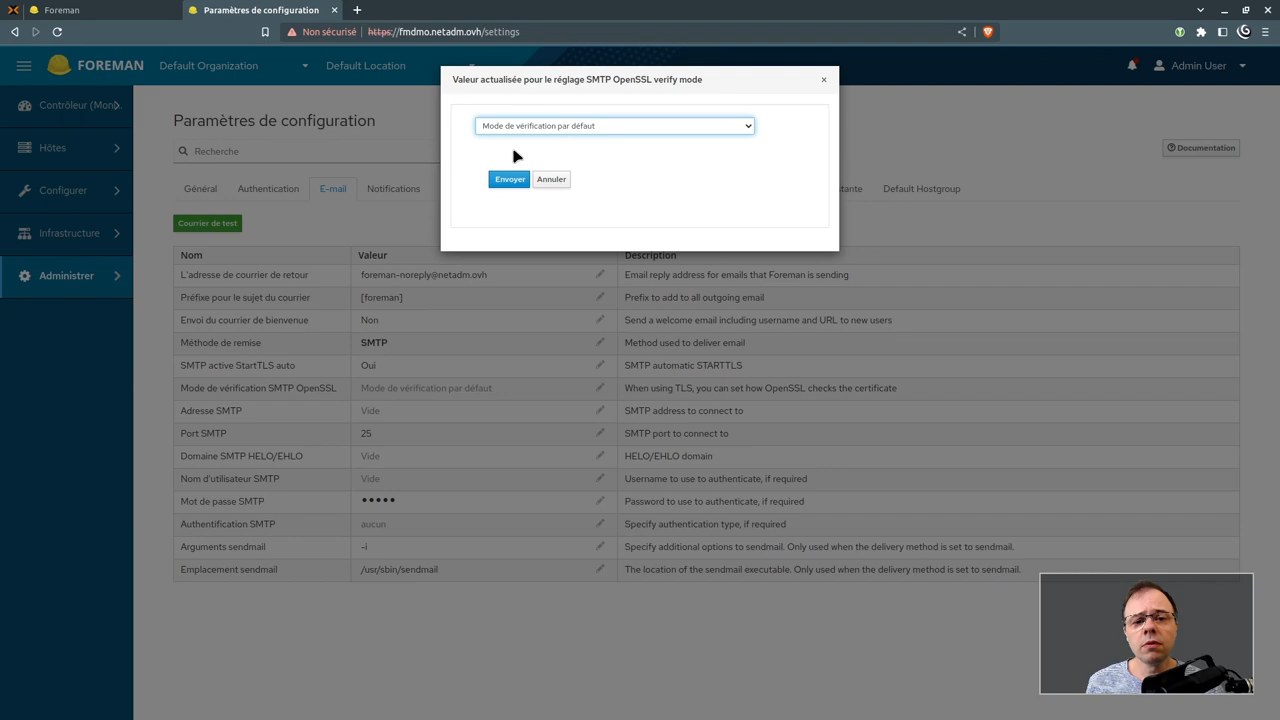 Foreman
Paramètres de configuration
Non sécurisé
https://fmdmo.netadm.ovh/settings
FOREMAN
Default Organization
Default Location
Admin User
Valeur actualisée pour le réglage SMTP OpenSSL verify mode
Mode de vérification par défaut
Envoyer
Annuler
Contrôleur (Moni...
Hôtes
Configurer
Infrastructure
Administrer
Paramètres de configuration
Recherche
Documentation
Général
Authentication
E-mail
Notifications
Default Hostgroup
Courrier de test
Nom Valeur Description
L'adresse de courrier de retour foreman-noreply@netadm.ovh Email reply address for emails that Foreman is sending
Préfixe pour le sujet du courrier [foreman] Prefix to add to all outgoing email
Envoi du courrier de bienvenue Non Send a welcome email including username and URL to new users
Méthode de remise SMTP Method used to deliver email
SMTP active StartTLS auto Oui SMTP automatic STARTTLS
Mode de vérification SMTP OpenSSL Mode de vérification par défaut When using TLS, you can set how OpenSSL checks the certificate
Adresse SMTP Vide SMTP address to connect to
Port SMTP 25 SMTP port to connect to
Domaine SMTP HELO/EHLO Vide HELO/EHLO domain
Nom d'utilisateur SMTP Vide Username to use to authenticate, if required
Mot de passe SMTP ••••• Password to use to authenticate, if required
Authentification SMTP aucun Specify authentication type, if required
Arguments sendmail -i Specify additional options to sendmail. Only used when the delivery method is set to sendmail.
Emplacement sendmail /usr/sbin/sendmail The location of the sendmail executable. Only used when the delivery method is set to sendmail.